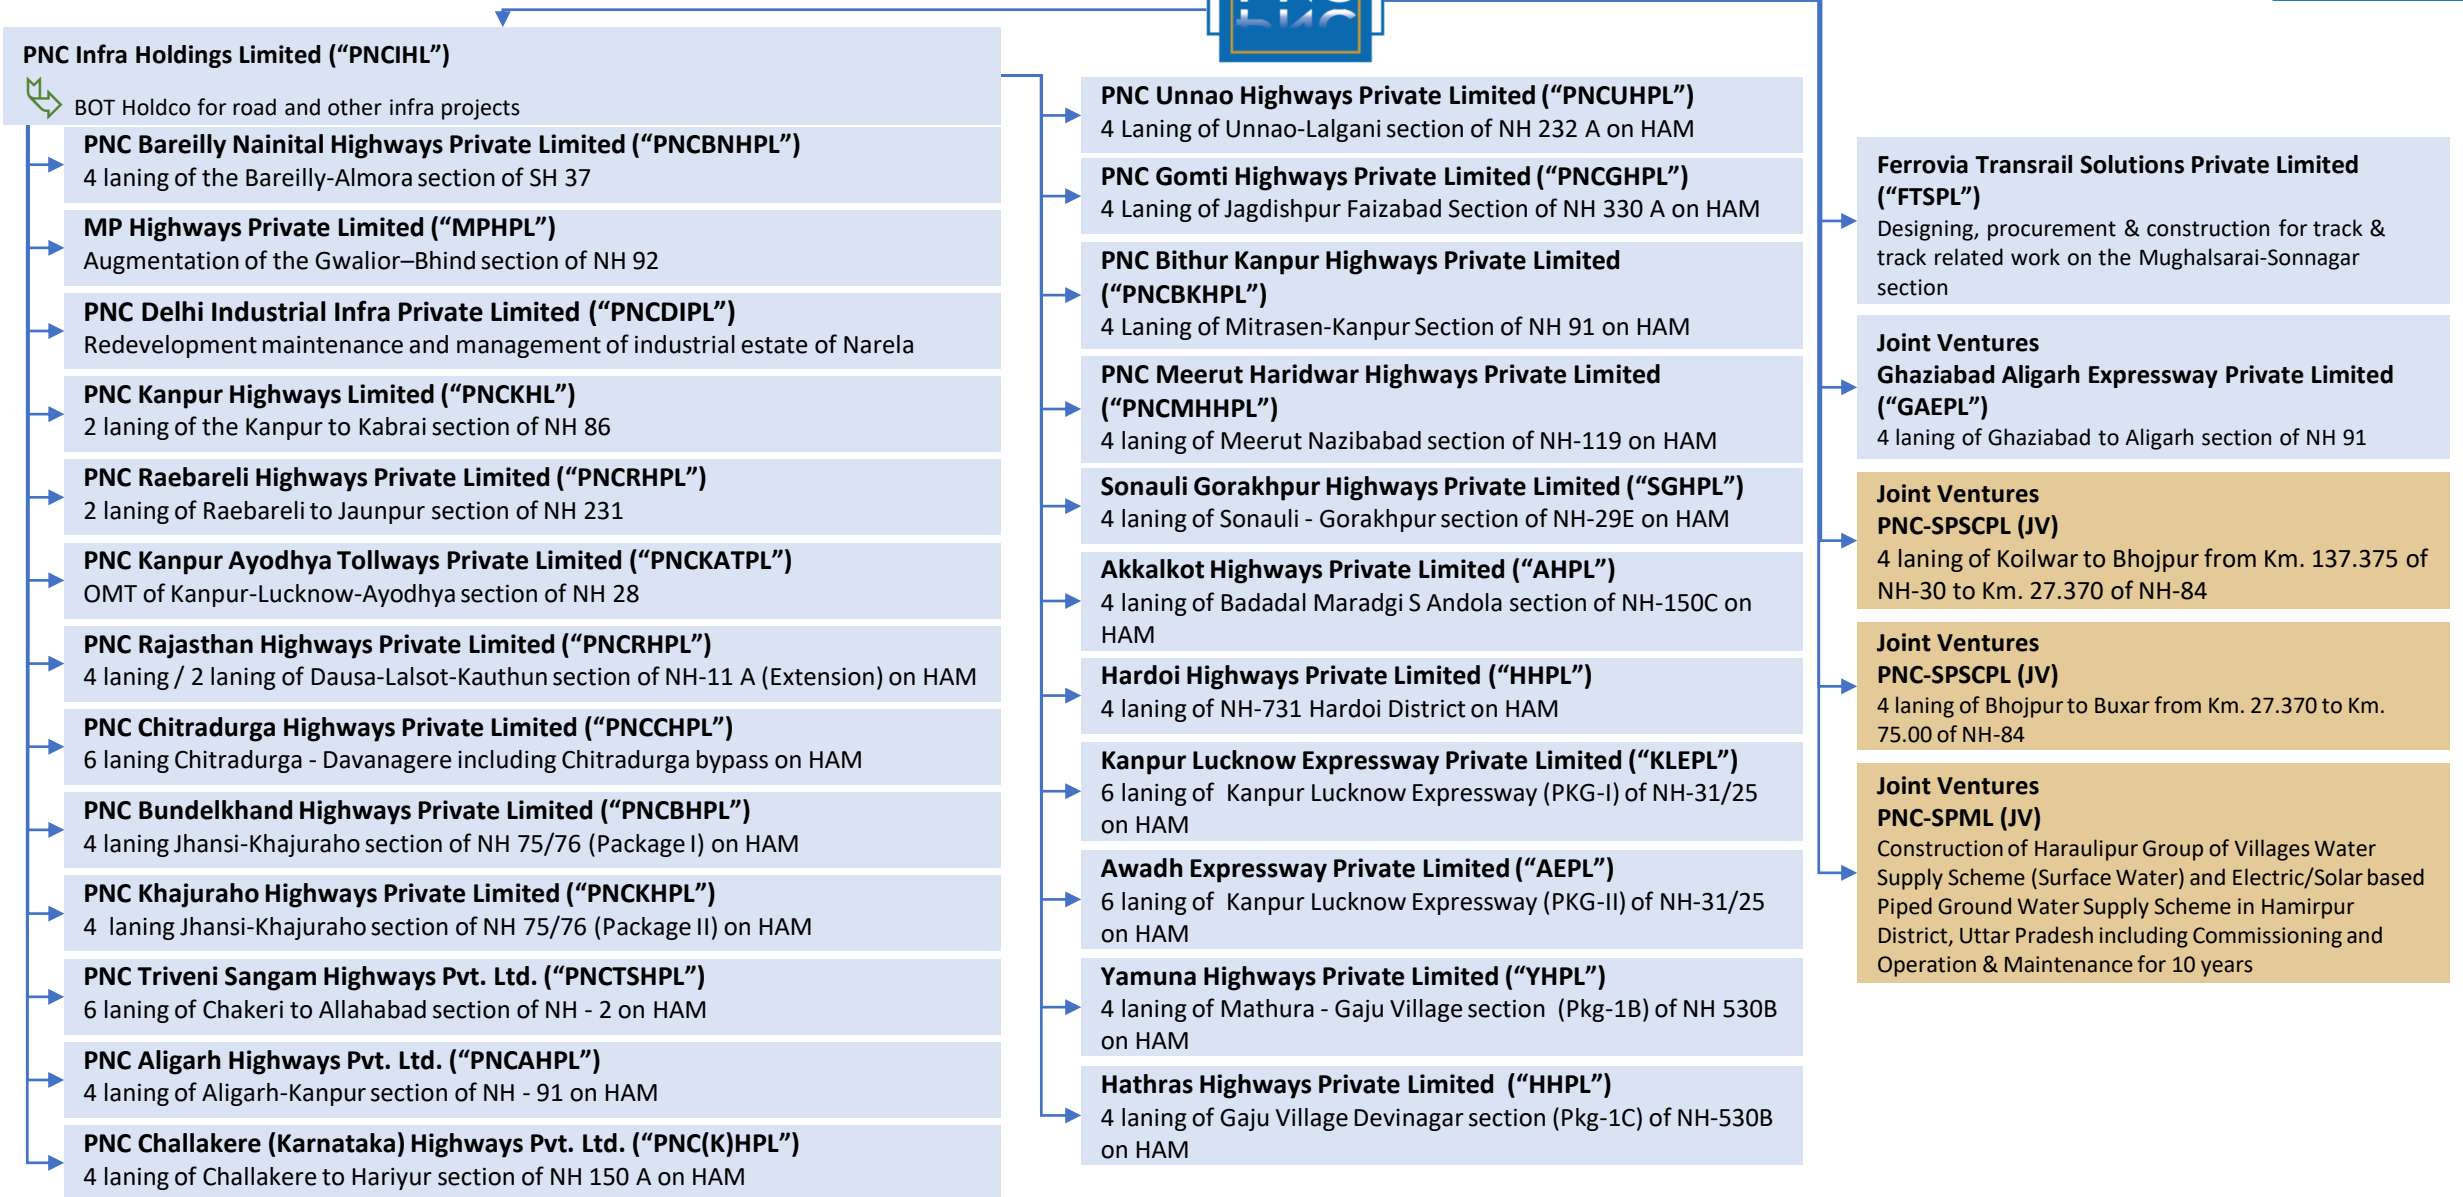 PNC Infra Holdings Limited (“PNCIHL”)
BOT Holdco for road and other infra projects
PNC Bareilly Nainital Highways Private Limited (“PNCBNHPL”)
4 laning of the Bareilly-Almora section of SH 37
MP Highways Private Limited (“MPHPL”)
Augmentation of the Gwalior–Bhind section of NH 92
PNC Delhi Industrial Infra Private Limited (“PNCDIPL”)
Redevelopment maintenance and management of industrial estate of Narela
PNC Kanpur Highways Limited (“PNCKHL”)
2 laning of the Kanpur to Kabrai section of NH 86
PNC Raebareli Highways Private Limited (“PNCRHPL”)
2 laning of Raebareli to Jaunpur section of NH 231
PNC Kanpur Ayodhya Tollways Private Limited (“PNCKATPL”)
OMT of Kanpur-Lucknow-Ayodhya section of NH 28
PNC Rajasthan Highways Private Limited (“PNCRHPL”)
4 laning / 2 laning of Dausa-Lalsot-Kauthun section of NH-11 A (Extension) on HAM
PNC Chitradurga Highways Private Limited (“PNCCHPL”)
6 laning Chitradurga - Davanagere including Chitradurga bypass on HAM
PNC Bundelkhand Highways Private Limited (“PNCBHPL”)
4 laning Jhansi-Khajuraho section of NH 75/76 (Package I) on HAM
PNC Khajuraho Highways Private Limited (“PNCKHPL”)
4 laning Jhansi-Khajuraho section of NH 75/76 (Package II) on HAM
PNC Triveni Sangam Highways Pvt. Ltd. (“PNCTSHPL”)
6 laning of Chakeri to Allahabad section of NH - 2 on HAM
PNC Aligarh Highways Pvt. Ltd. (“PNCAHPL”)
4 laning of Aligarh-Kanpur section of NH - 91 on HAM
PNC Challakere (Karnataka) Highways Pvt. Ltd. (“PNC(K)HPL”)
4 laning of Challakere to Hariyur section of NH 150 A on HAM
PNC Unnao Highways Private Limited (“PNCUHPL”)
4 Laning of Unnao-Lalgani section of NH 232 A on HAM
PNC Gomti Highways Private Limited (“PNCGHPL”)
4 Laning of Jagdishpur Faizabad Section of NH 330 A on HAM
PNC Bithur Kanpur Highways Private Limited
(“PNCBKHPL”)
4 Laning of Mitrasen-Kanpur Section of NH 91 on HAM
PNC Meerut Haridwar Highways Private Limited
(“PNCMHHPL”)
4 laning of Meerut Nazibabad section of NH-119 on HAM
Sonauli Gorakhpur Highways Private Limited (“SGHPL”)
4 laning of Sonauli - Gorakhpur section of NH-29E on HAM
Akkalkot Highways Private Limited (“AHPL”)
4 laning of Badadal Maradgi S Andola section of NH-150C on
HAM
Hardoi Highways Private Limited (“HHPL”)
4 laning of NH-731 Hardoi District on HAM
Kanpur Lucknow Expressway Private Limited (“KLEPL”)
6 laning of Kanpur Lucknow Expressway (PKG-I) of NH-31/25
on HAM
Awadh Expressway Private Limited (“AEPL”)
6 laning of Kanpur Lucknow Expressway (PKG-II) of NH-31/25
on HAM
Yamuna Highways Private Limited (“YHPL”)
4 laning of Mathura - Gaju Village section (Pkg-1B) of NH 530B
on HAM
Hathras Highways Private Limited (“HHPL”)
4 laning of Gaju Village Devinagar section (Pkg-1C) of NH-530B
on HAM
Ferrovia Transrail Solutions Private Limited
(“FTSPL”)
Designing, procurement & construction for track &
track related work on the Mughalsarai-Sonnagar
section
Joint Ventures
Ghaziabad Aligarh Expressway Private Limited
(“GAEPL”)
4 laning of Ghaziabad to Aligarh section of NH 91
Joint Ventures
PNC-SPSCPL (JV)
4 laning of Koilwar to Bhojpur from Km. 137.375 of
NH-30 to Km. 27.370 of NH-84
Joint Ventures
PNC-SPSCPL (JV)
4 laning of Bhojpur to Buxar from Km. 27.370 to Km.
75.00 of NH-84
Joint Ventures
PNC-SPML (JV)
Construction of Haraulipur Group of Villages Water
Supply Scheme (Surface Water) and Electric/Solar based
Piped Ground Water Supply Scheme in Hamirpur
District, Uttar Pradesh including Commissioning and
Operation & Maintenance for 10 years